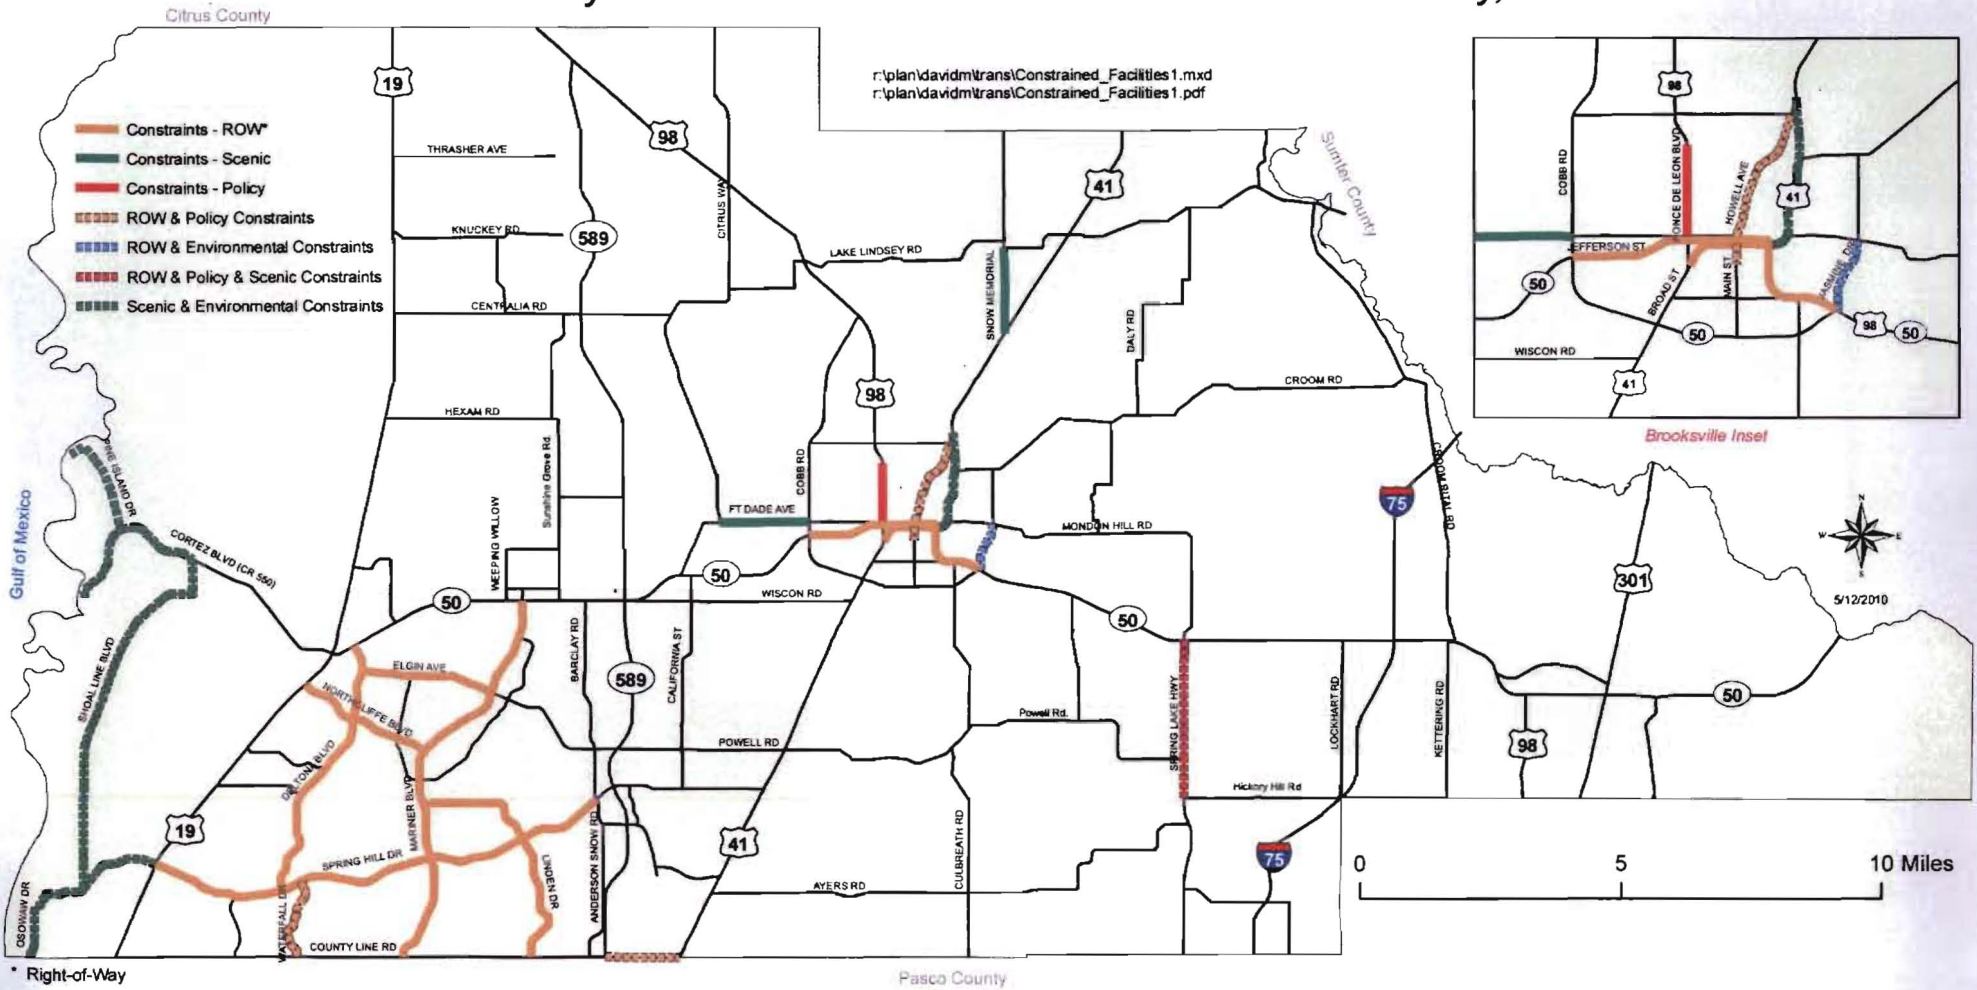 Citrus County
r:\plan\davidm\trans\Constrained_Facilities1.mxd
r:\plan\davidm\trans\Constrained_Facilities1.pdf
Constraints - ROW*
Constraints - Scenic
Constraints - Policy
ROW & Policy Constraints
ROW & Environmental Constraints
ROW & Policy & Scenic Constraints
Scenic & Environmental Constraints
19
98
41
589
THRASHER AVE
KNUCKEY RD
CITRUS WAY
LAKE LINDSEY RD
Sumter County
CENTRALIA RD
SNOW MEMORIAL
DALY RD
98
CROOM RD
HEXAM RD
Sunshine Grove Rd.
COBB RD
WEEPING WILLOW
FT DADE AVE
MONDON HILL RD
CROOM RITAL RD
75
301
PINE ISLAND DR
Gulf of Mexico
CORTEZ BLVD (CR 550)
50
50
WISCON RD
50
N
W
E
S
5/12/2010
SHOAL LINE BLVD
ELGIN AVE
NORTHCLIFFE BLVD
BARCLAY RD
589
CALIFORNIA ST
SPRING LAKE HWY
LOCKHART RD
KETTERING RD
50
Powell Rd.
POWELL RD
98
DELTONA BLVD
MARINER BLVD
Hickory Hill Rd
19
41
75
SPRING HILL DR
LINDEN DR
ANDERSON SNOW RD
CULBREATH RD
AYERS RD
OSOWAW DR
WATERFALL DR
COUNTY LINE RD
0 5 10 Miles
* Right-of-Way
Pasco County
98
COBB RD
PONCE DE LEON BLVD
HOWELL AVE
41
JEFFERSON ST
50
BROAD ST
MAIN ST
JASMINE DR
50
98
50
WISCON RD
41
Brooksville Inset